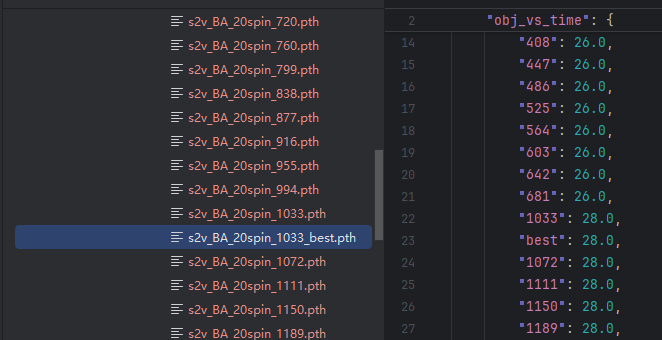 s2v_BA_20spin_720.pth
s2v_BA_20spin_760.pth
s2v_BA_20spin_799.pth
s2v_BA_20spin_838.pth
s2v_BA_20spin_877.pth
s2v_BA_20spin_916.pth
s2v_BA_20spin_955.pth
s2v_BA_20spin_994.pth
s2v_BA_20spin_1033.pth
s2v_BA_20spin_1033_best.pth
s2v_BA_20spin_1072.pth
s2v_BA_20spin_1111.pth
s2v_BA_20spin_1150.pth
s2v_BA_20spin_1189.pth
2 "obj_vs_time": {
14 "408": 26.0,
15 "447": 26.0,
16 "486": 26.0,
17 "525": 26.0,
18 "564": 26.0,
19 "603": 26.0,
20 "642": 26.0,
21 "681": 26.0,
22 "1033": 28.0,
23 "best": 28.0,
24 "1072": 28.0,
25 "1111": 28.0,
26 "1150": 28.0,
27 "1189": 28.0,